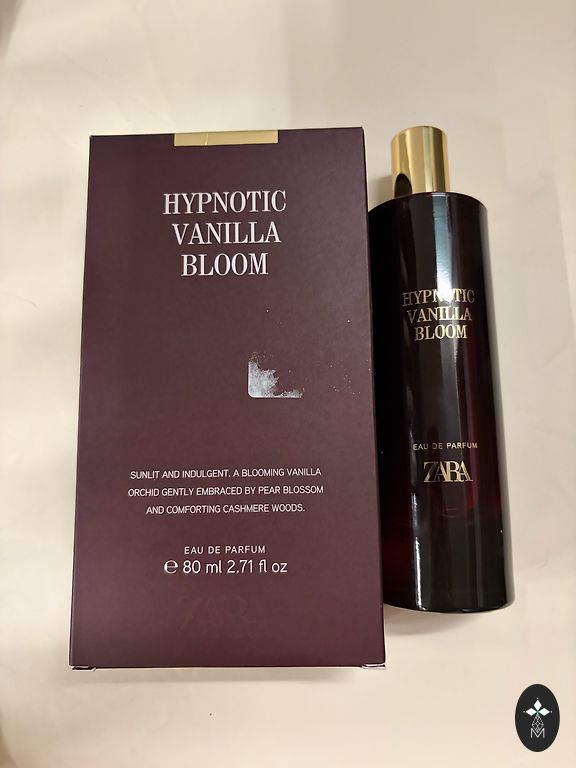 HYPNOTIC
VANILLA
BLOOM
SUNLIT AND INDULGENT. A BLOOMING VANILLA
ORCHID GENTLY EMBRACED BY PEAR BLOSSOM
AND COMFORTING CASHMERE WOODS.
EAU DE PARFUM
℮ 80 ml 2.71 fl oz
ZARA
HYPNOTIC
VANILLA
BLOOM
EAU DE PARFUM
ZARA
M